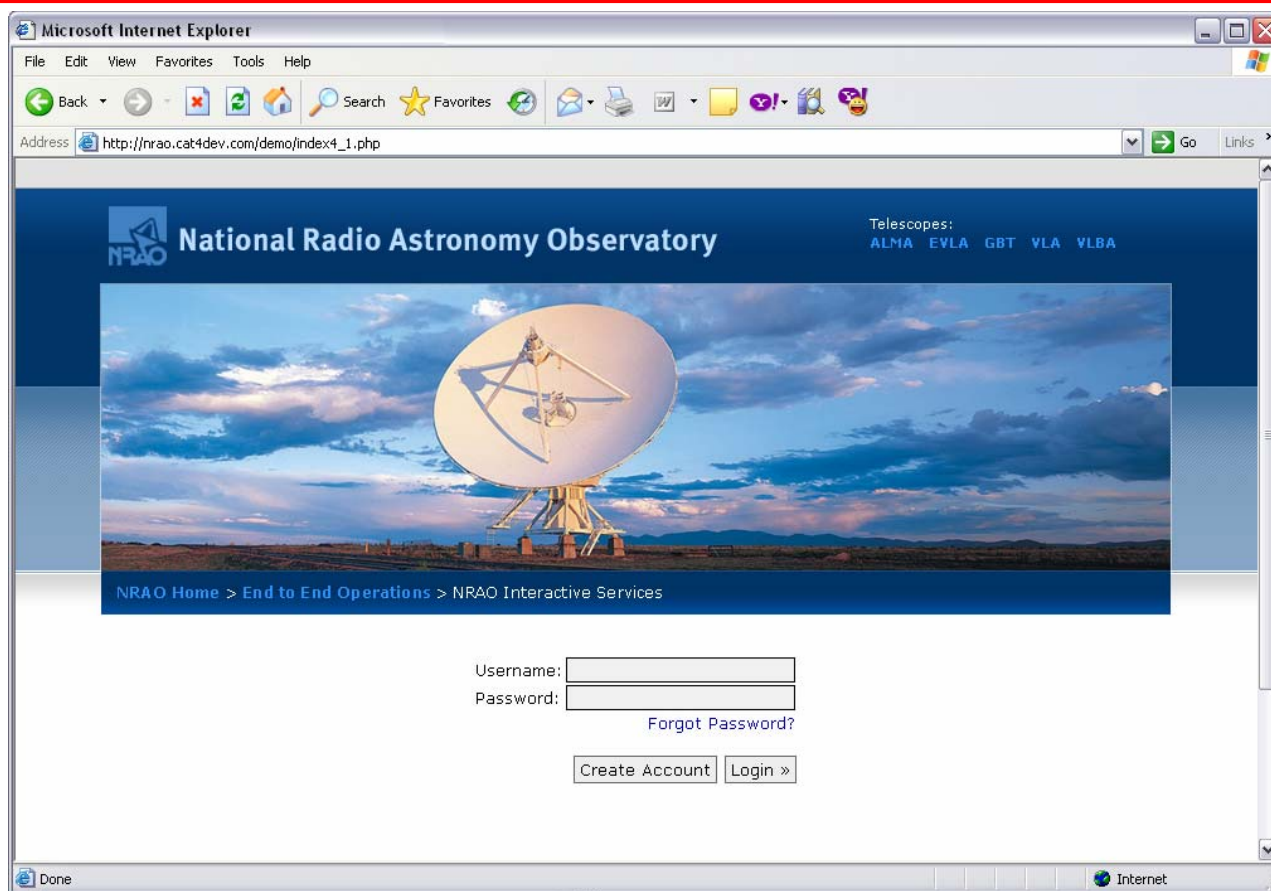 Microsoft Internet Explorer
File Edit View Favorites Tools Help
Back Search Favorites
Address http://nrao.cat4dev.com/demo/index4_1.php Go Links
NRAO
National Radio Astronomy Observatory
Telescopes:
ALMA EVLA GBT VLA VLBA
NRAO Home > End to End Operations > NRAO Interactive Services
Username:
Password:
Forgot Password?
Create Account Login »
Done Internet